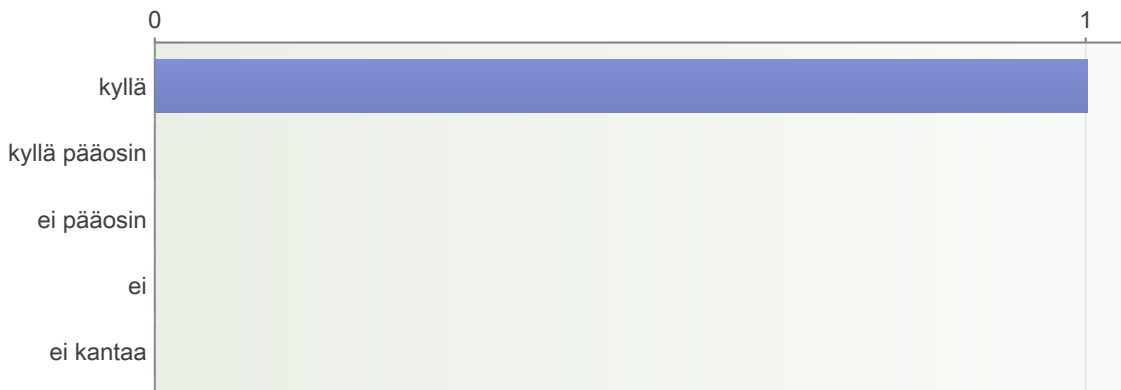 0 1
kyllä
kyllä pääosin
ei pääosin
ei
ei kantaa